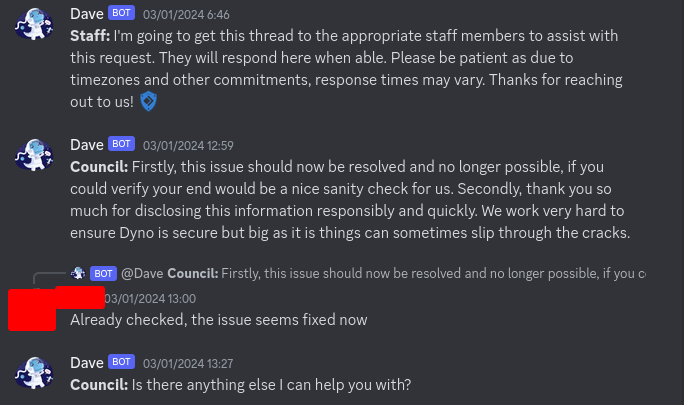 Dave BOT 03/01/2024 6:46
Staff: I'm going to get this thread to the appropriate staff members to assist with
this request. They will respond here when able. Please be patient as due to
timezones and other commitments, response times may vary. Thanks for reaching
out to us!
Dave BOT 03/01/2024 12:59
Council: Firstly, this issue should now be resolved and no longer possible, if you
could verify your end would be a nice sanity check for us. Secondly, thank you so
much for disclosing this information responsibly and quickly. We work very hard to
ensure Dyno is secure but big as it is things can sometimes slip through the cracks.
BOT @Dave Council: Firstly, this issue should now be resolved and no longer possible, if you c
03/01/2024 13:00
Already checked, the issue seems fixed now
Dave BOT 03/01/2024 13:27
Council: Is there anything else I can help you with?